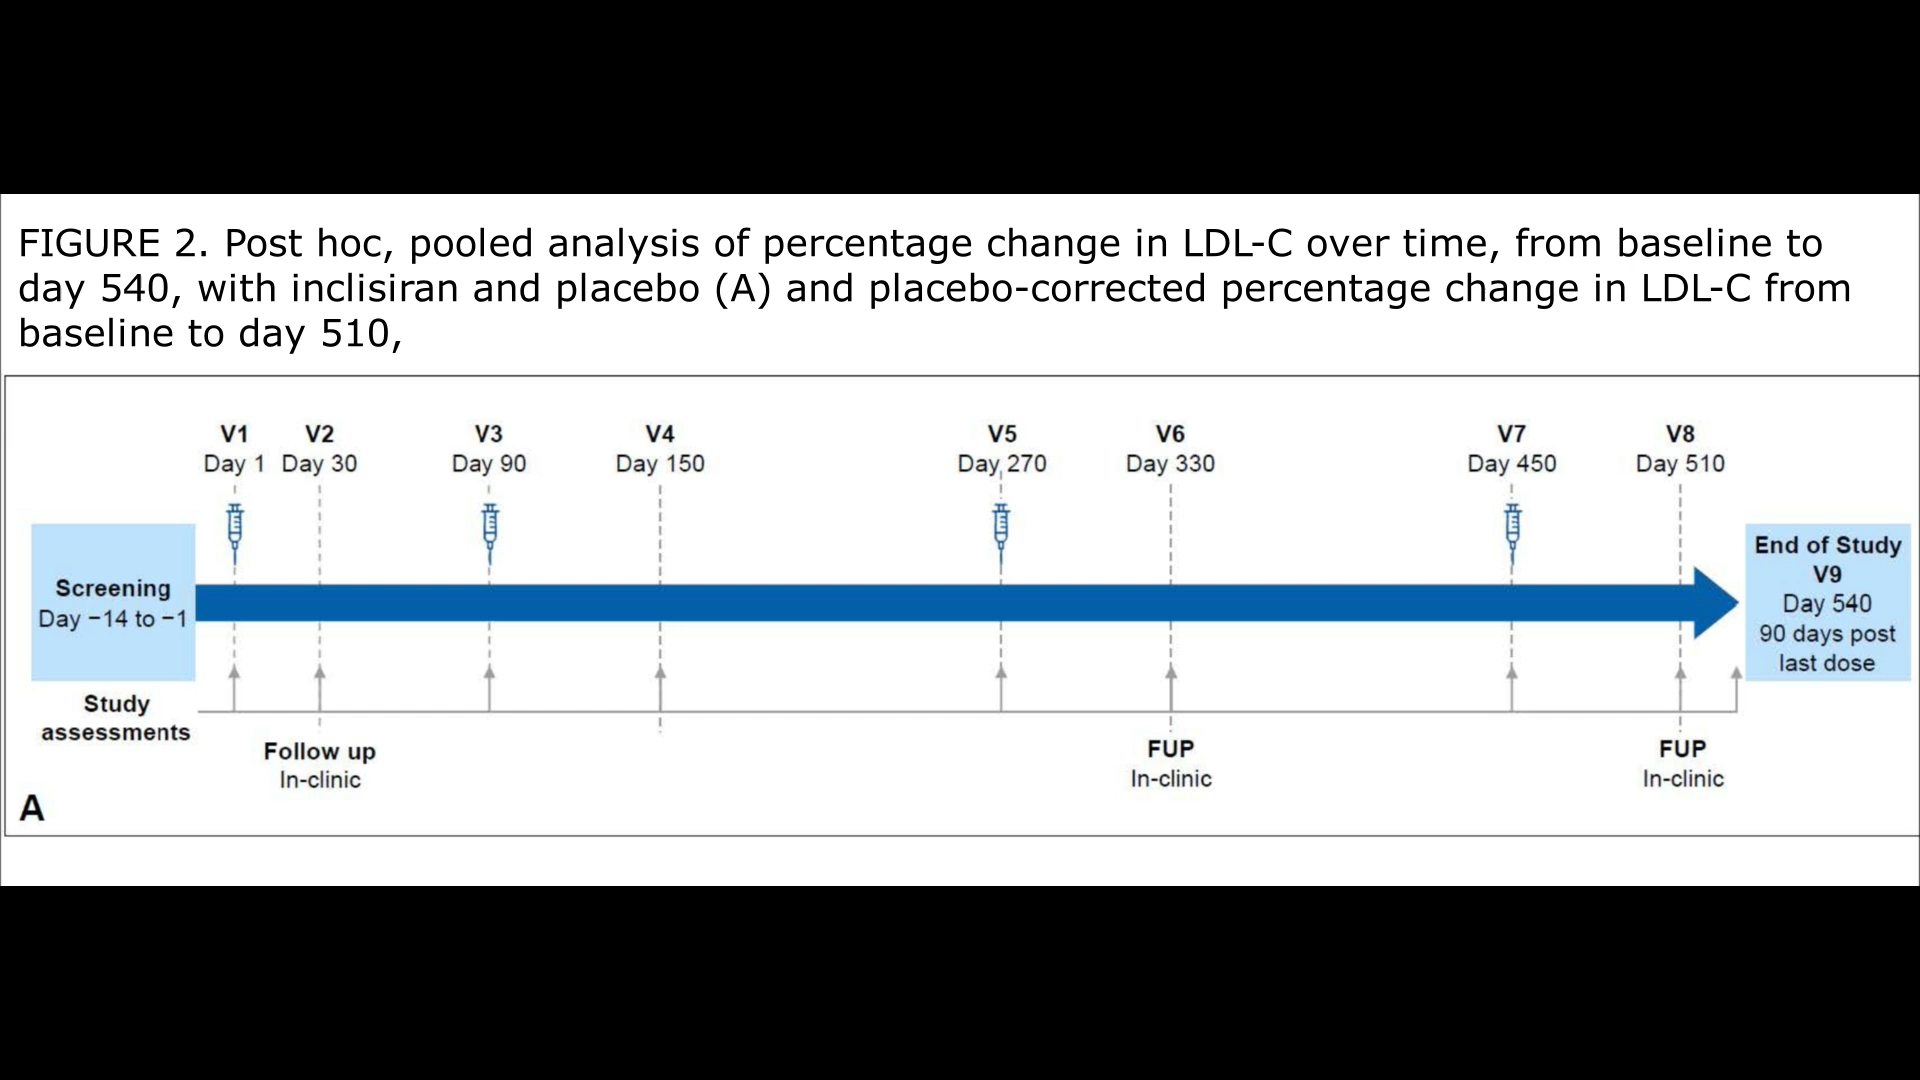 FIGURE 2. Post hoc, pooled analysis of percentage change in LDL-C over time, from baseline to
day 540, with inclisiran and placebo (A) and placebo-corrected percentage change in LDL-C from
baseline to day 510,
V1 V2 V3 V4 V5 V6 V7 V8
Day 1 Day 30 Day 90 Day 150 Day 270 Day 330 Day 450 Day 510
Screening
Day −14 to −1
End of Study
V9
Day 540
90 days post
last dose
Study
assessments
Follow up
In-clinic
FUP
In-clinic
FUP
In-clinic
A